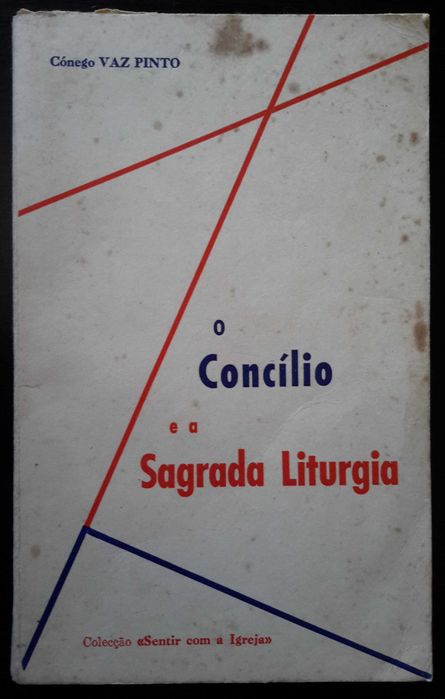 Cónego VAZ PINTO
o
Concílio
e a
Sagrada Liturgia
Colecção «Sentir com a Igreja»